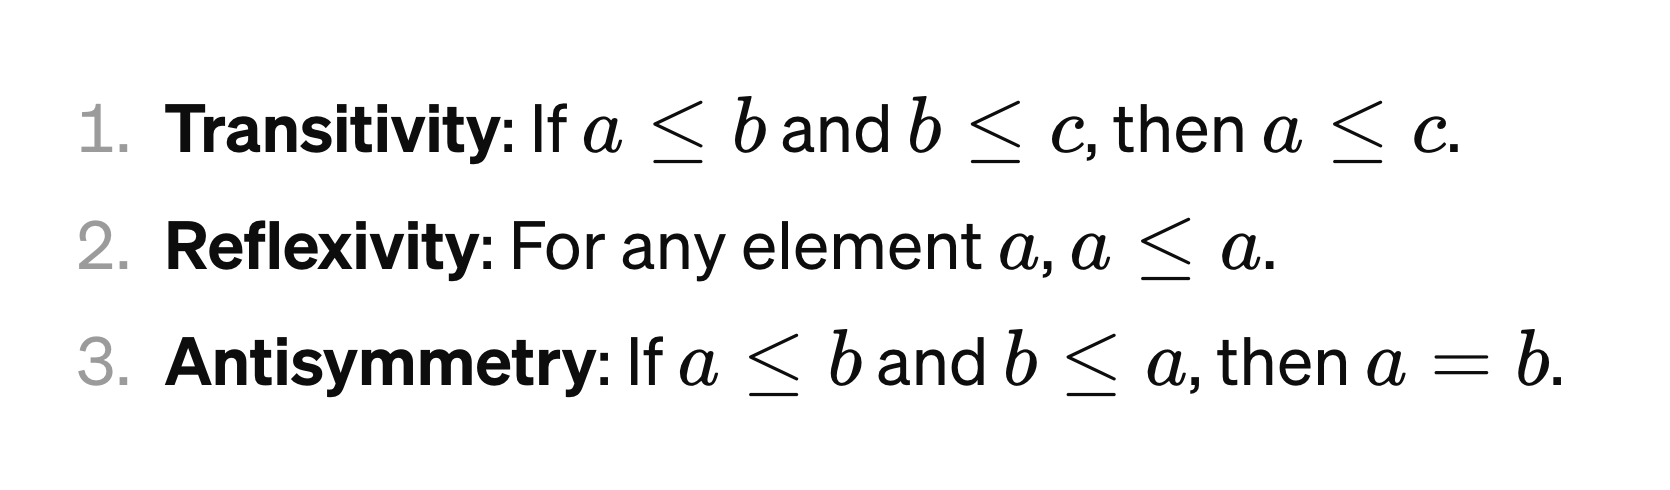 1. Transitivity: If a ≤ b and b ≤ c, then a ≤ c.
2. Reflexivity: For any element a, a ≤ a.
3. Antisymmetry: If a ≤ b and b ≤ a, then a = b.